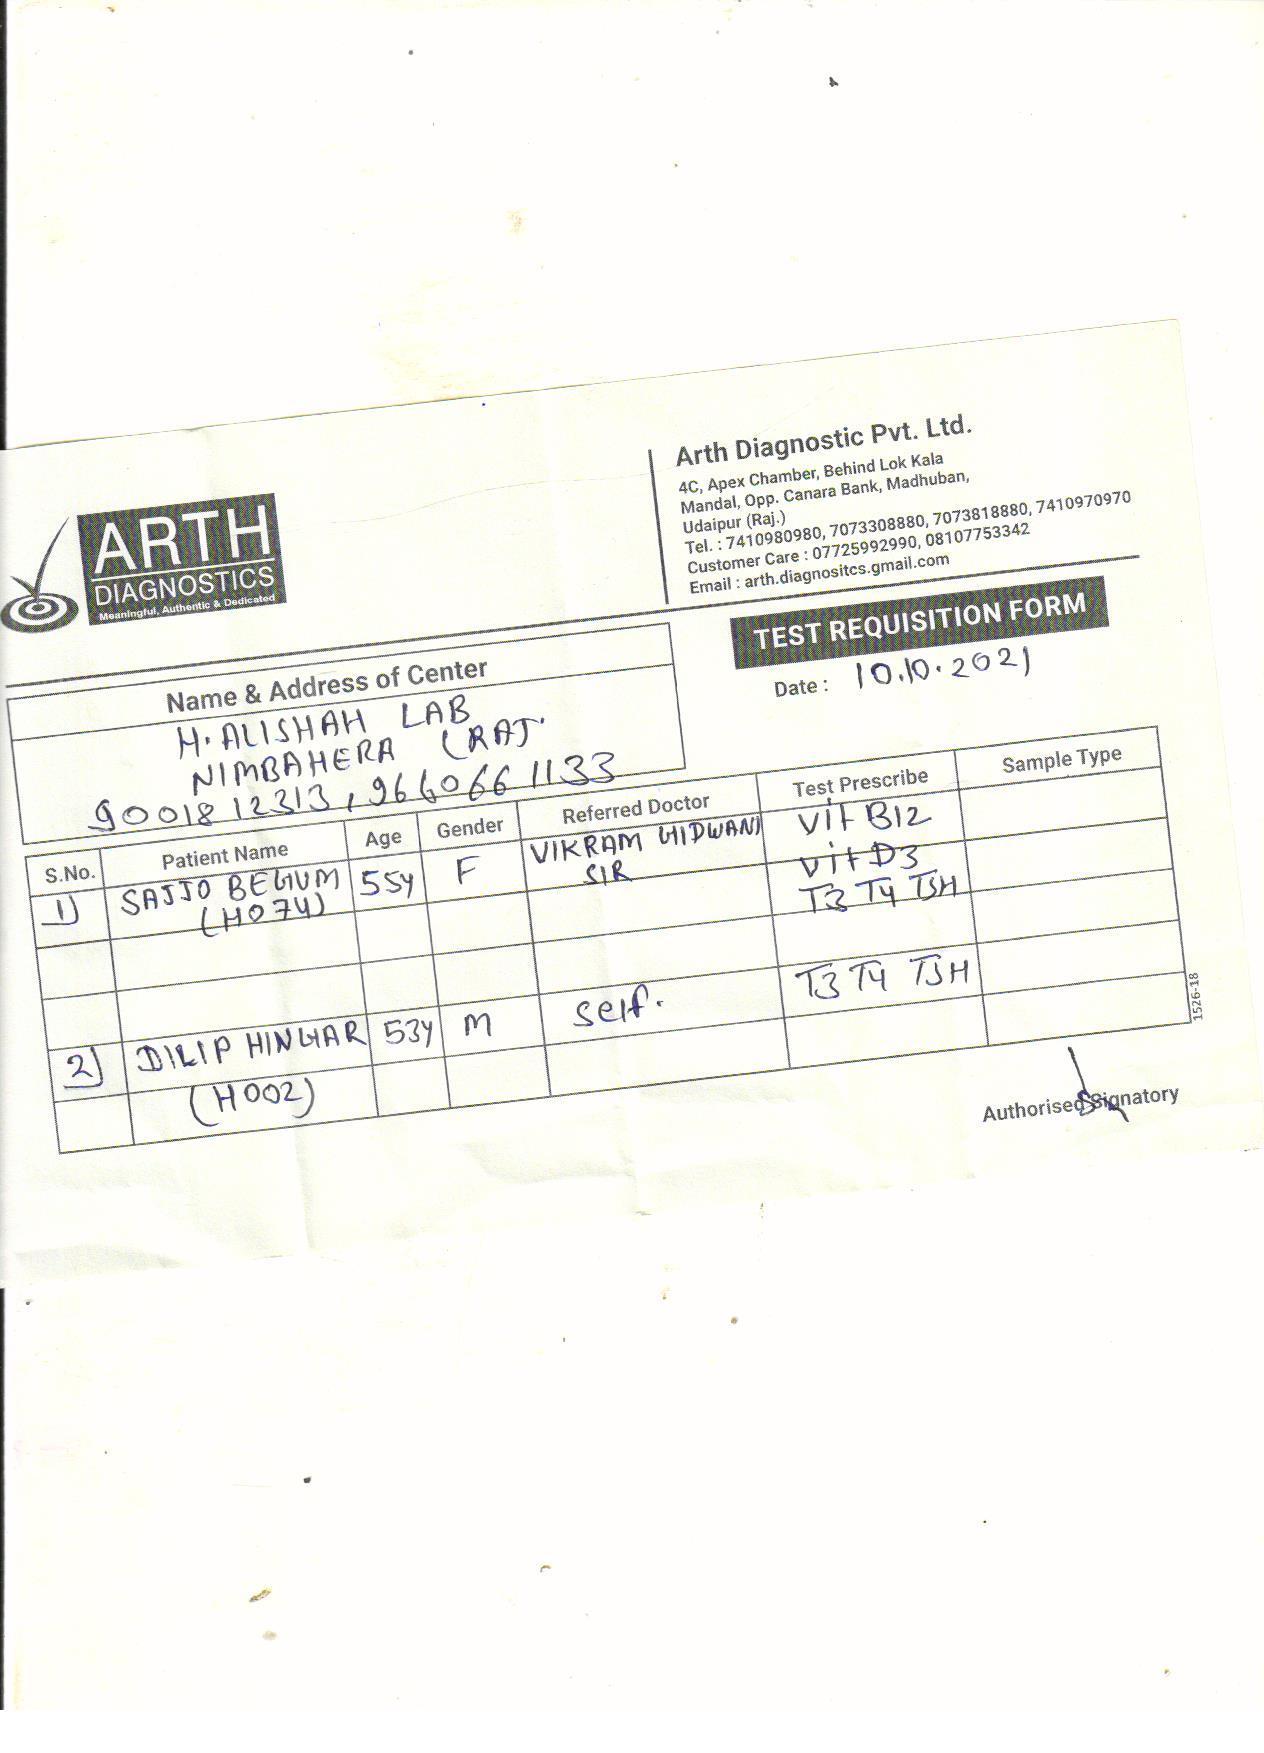 ARTH
DIAGNOSTICS
Meaningful, Authentic & Dedicated
Arth Diagnostic Pvt. Ltd.
4C, Apex Chamber, Behind Lok Kala
Mandal, Opp. Canara Bank, Madhuban,
Udaipur (Raj.)
Tel. : 7410980980, 7073308880, 7073818880, 7410970970
Customer Care : 07725992990, 08107753342
Email : arth.diagnositcs.gmail.com
TEST REQUISITION FORM
Date : 10.10.2021
Name & Address of Center
H. ALISHAH LAB
NIMBAHERA (RAJ.
9001812313, 9660661133
S.No. Patient Name Age Gender Referred Doctor Test Prescribe Sample Type
1) SAJJO BEGUM 55y F VIKRAM GIDWANI Vit B12
(H074) SIR Vit D3
T3 T4 TSH
2) DILIP HINGAR 53y M Self. T3 T4 TSH
(H002)
Authorised Signatory
1526-18